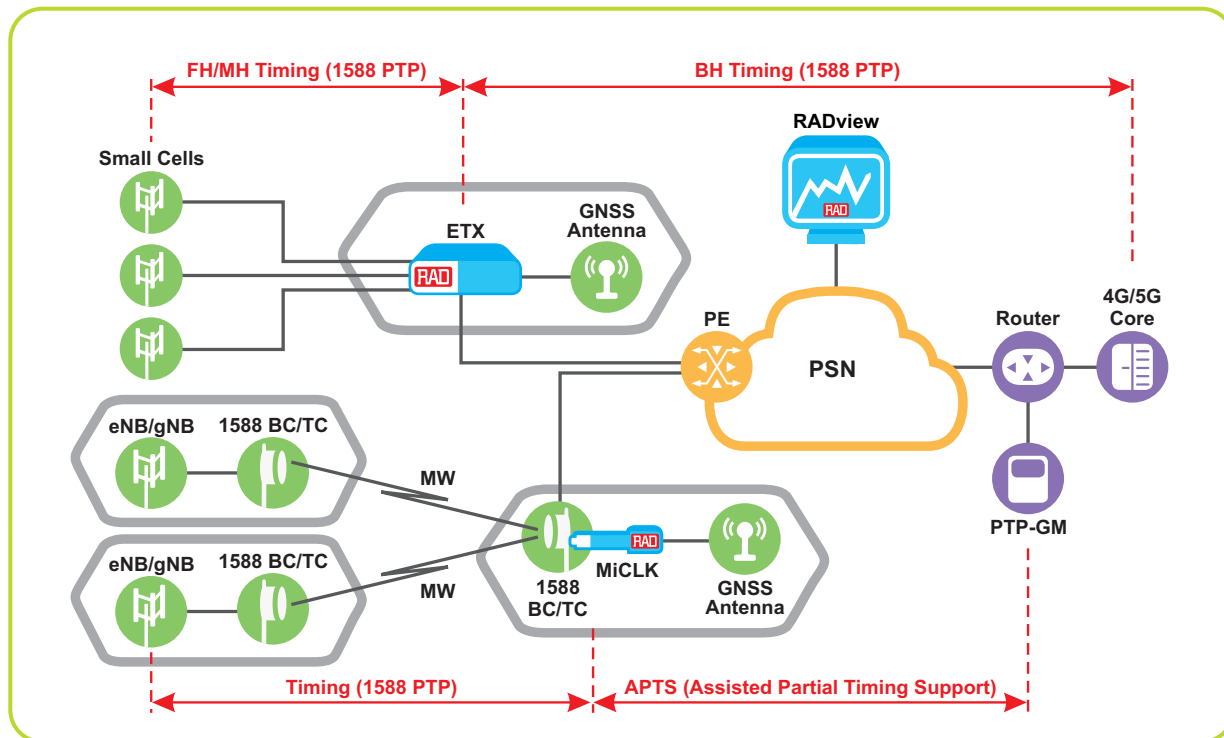 FH/MH Timing (1588 PTP)
BH Timing (1588 PTP)
RADview
RAD
Small Cells
ETX
RAD
GNSS
Antenna
PE
PSN
Router
4G/5G
Core
PTP-GM
eNB/gNB
1588 BC/TC
MW
eNB/gNB
1588 BC/TC
MW
1588
BC/TC
RAD
MiCLK
GNSS
Antenna
Timing (1588 PTP)
APTS (Assisted Partial Timing Support)